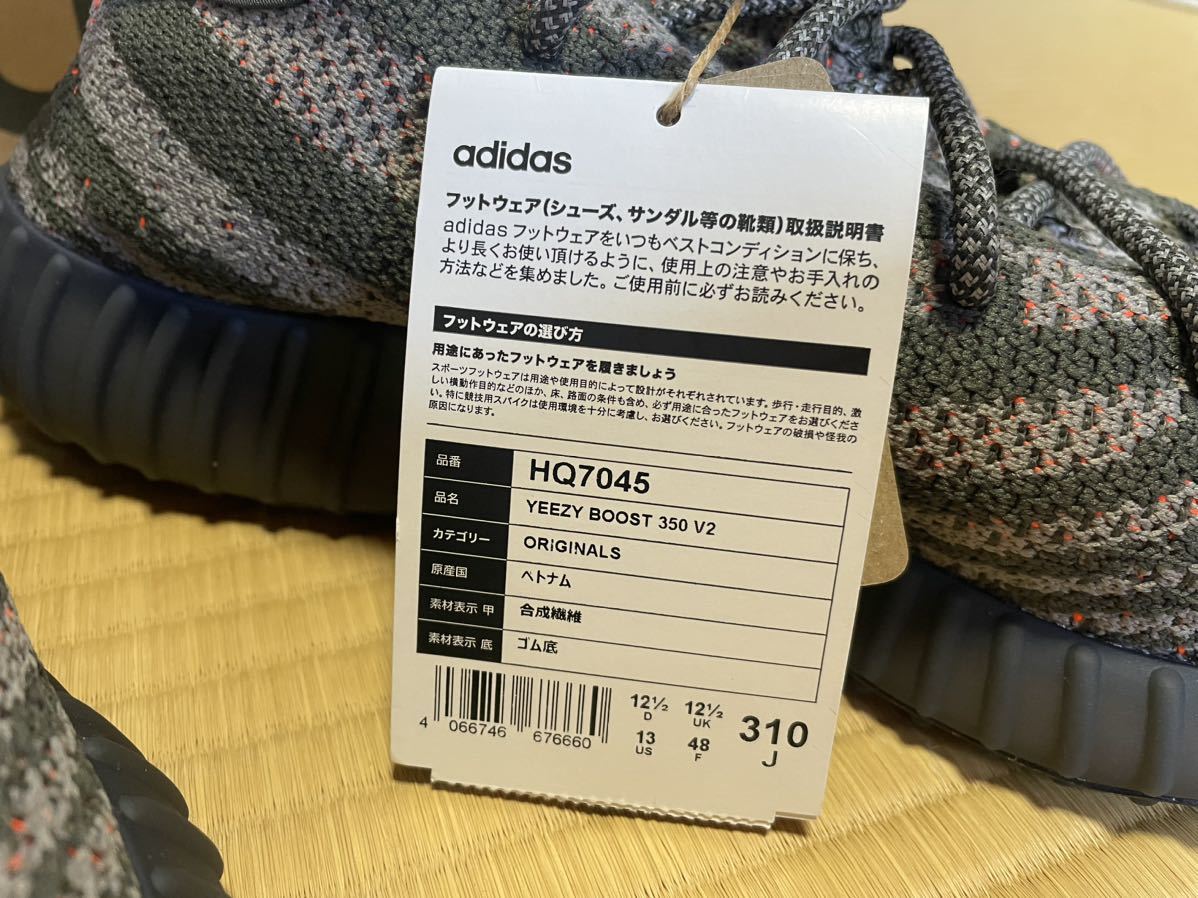 adidas
フットウェア(シューズ、サンダル等の靴類)取扱説明書
adidas フットウェアをいつもベストコンディションに保ち、
より長くお使い頂けるように、使用上の注意やお手入れの
方法などを集めました。ご使用前に必ずお読みください。
フットウェアの選び方
用途にあったフットウェアを履きましょう
スポーツフットウェアは用途や使用目的によって設計がそれぞれされています。歩行・走行目的、激
しい横動作目的などのほか、床、路面の条件も含め、必ず用途に合ったフットウェアをお選びくださ
い。特に競技用スパイクは使用環境を十分に考慮し、お選びください。フットウェアの破損や怪我の
原因になります。
品番 HQ7045
品名 YEEZY BOOST 350 V2
カテゴリー ORIGINALS
原産国 ベトナム
素材表示 甲 合成繊維
素材表示 底 ゴム底
4 066746 676660
12½ D 12½ UK
13 US 48 F
310 J